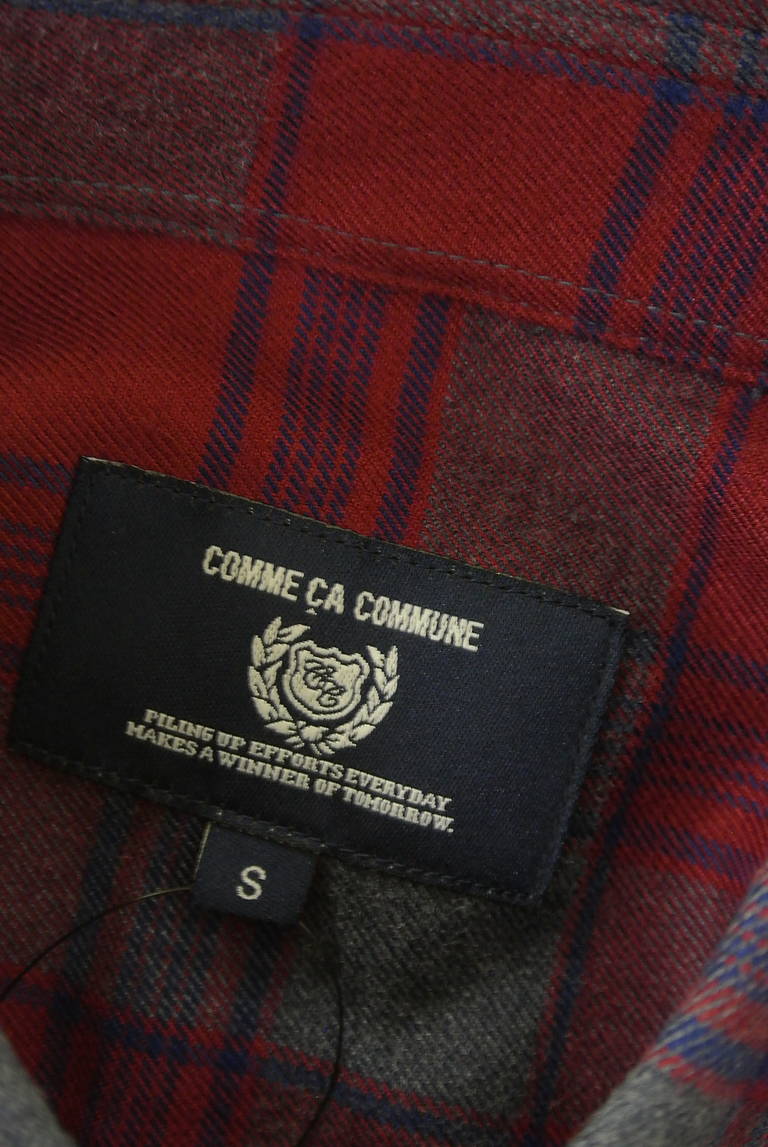 COMME ÇA COMMUNE
PILING UP EFFORTS EVERYDAY
MAKES A WINNER OF TOMORROW.
S